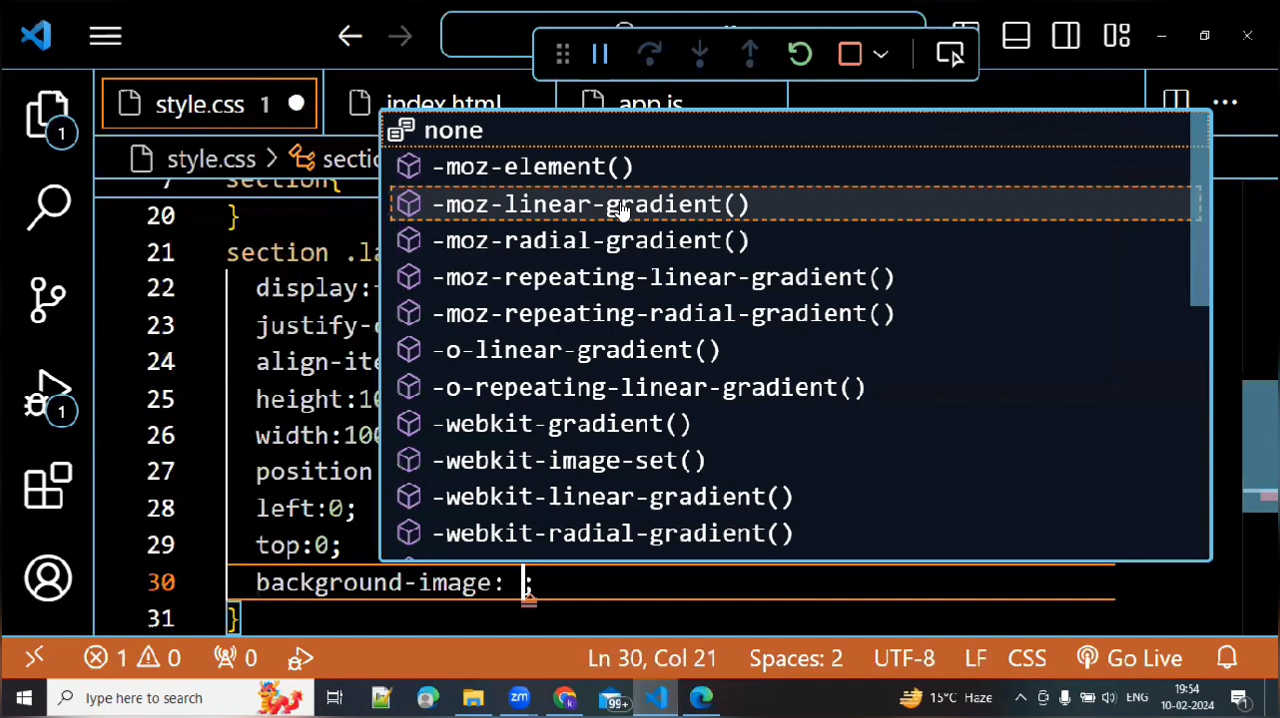 style.css 1
index.html
app.js
style.css
section{
20 }
21 section .la
22 display:
23 justify-
24 align-ite
25 height:10
26 width:100
27 position
28 left:0;
29 top:0;
30 background-image: ;
31 }
none
-moz-element()
-moz-linear-gradient()
-moz-radial-gradient()
-moz-repeating-linear-gradient()
-moz-repeating-radial-gradient()
-o-linear-gradient()
-o-repeating-linear-gradient()
-webkit-gradient()
-webkit-image-set()
-webkit-linear-gradient()
-webkit-radial-gradient()
1
1
1 0 0 Ln 30, Col 21 Spaces: 2 UTF-8 LF CSS Go Live
Type here to search zm 99+ 15°C Haze ENG 19:54
10-02-2024 1